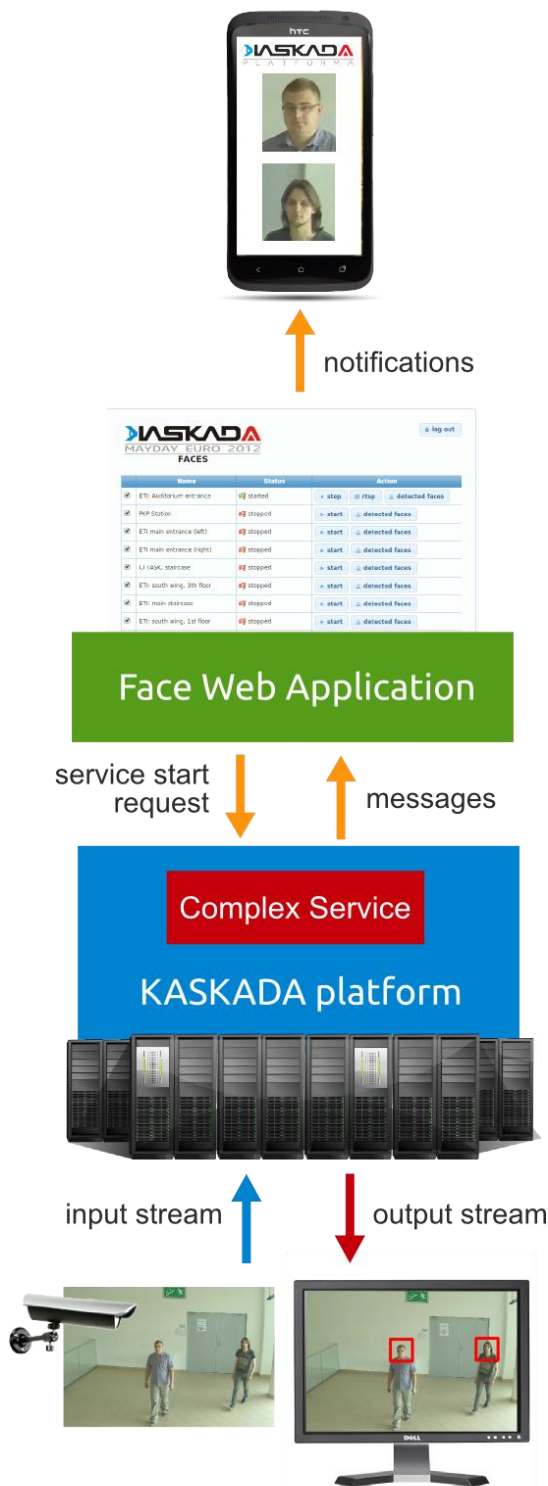 hTC
KASKADA
PLATFORMA
notifications
KASKADA
MAYDAY EURO 2012
FACES
log out
Name Status Action
ETI: Auditorium entrance started stop rtsp detected faces
PKP Station stopped start detected faces
ETI main entrance (left) stopped start detected faces
ETI main entrance (right) stopped start detected faces
CI TASK, staircase stopped start detected faces
ETI: south wing, 3th floor stopped start detected faces
ETI: main staircase stopped start detected faces
ETI: south wing, 1st floor stopped start detected faces
Face Web Application
service start
request
messages
Complex Service
KASKADA platform
input stream
output stream
DELL